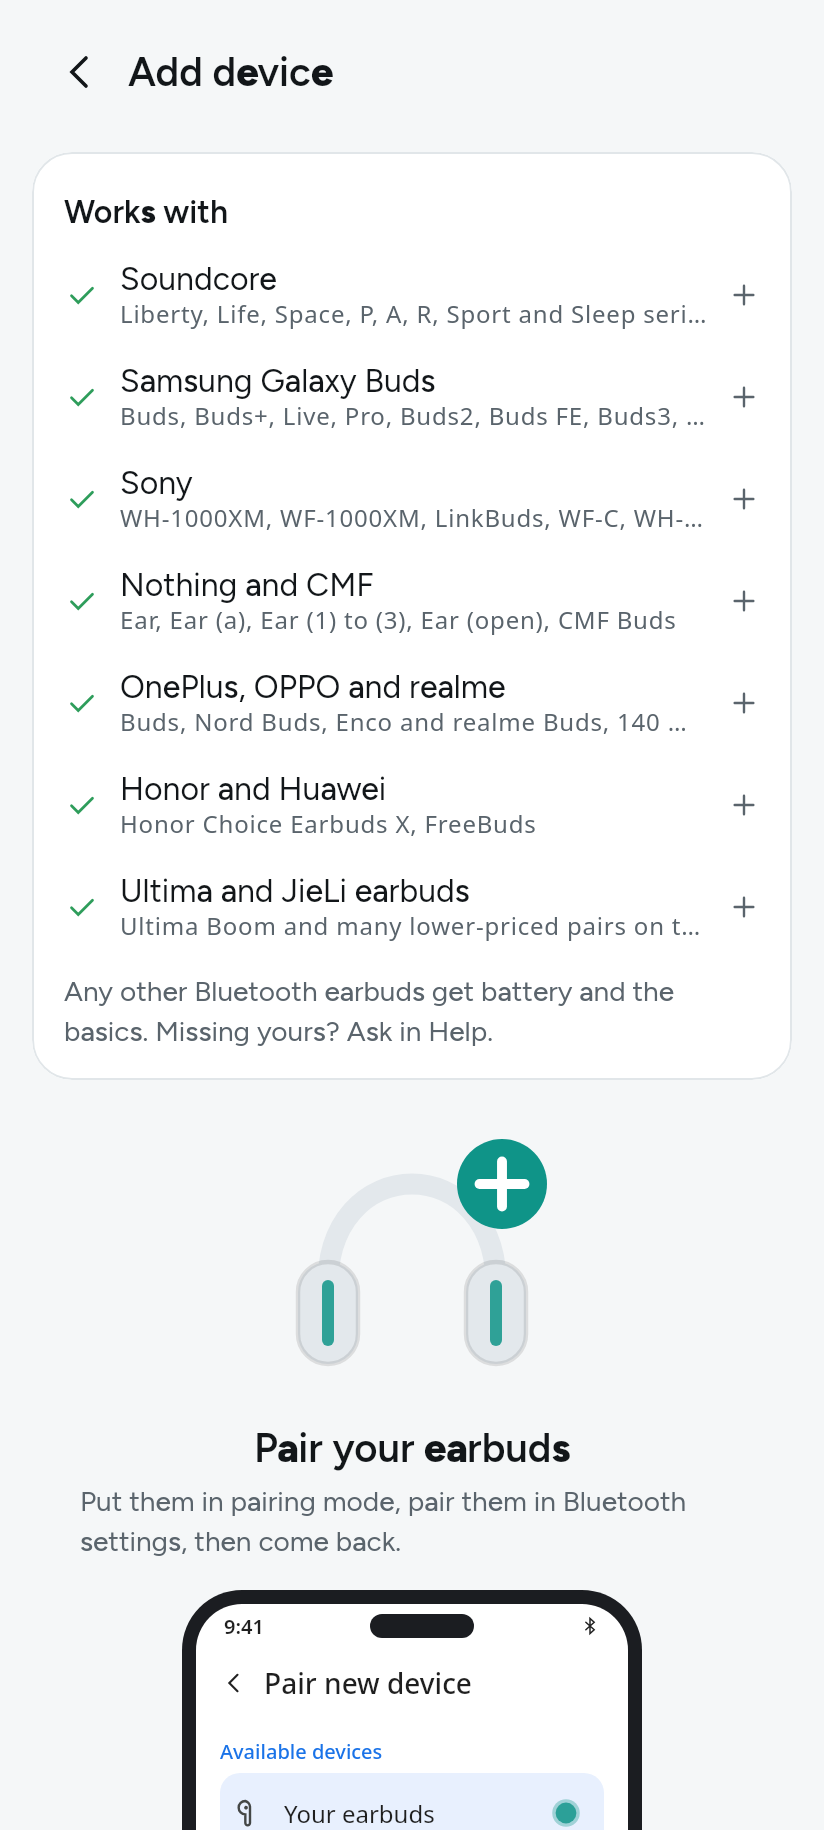 Add device
Works with
Soundcore
Liberty, Life, Space, P, A, R, Sport and Sleep seri...
Samsung Galaxy Buds
Buds, Buds+, Live, Pro, Buds2, Buds FE, Buds3, ...
Sony
WH-1000XM, WF-1000XM, LinkBuds, WF-C, WH-...
Nothing and CMF
Ear, Ear (a), Ear (1) to (3), Ear (open), CMF Buds
OnePlus, OPPO and realme
Buds, Nord Buds, Enco and realme Buds, 140 ...
Honor and Huawei
Honor Choice Earbuds X, FreeBuds
Ultima and JieLi earbuds
Ultima Boom and many lower-priced pairs on t...
Any other Bluetooth earbuds get battery and the
basics. Missing yours? Ask in Help.
Pair your earbuds
Put them in pairing mode, pair them in Bluetooth
settings, then come back.
9:41
Pair new device
Available devices
Your earbuds